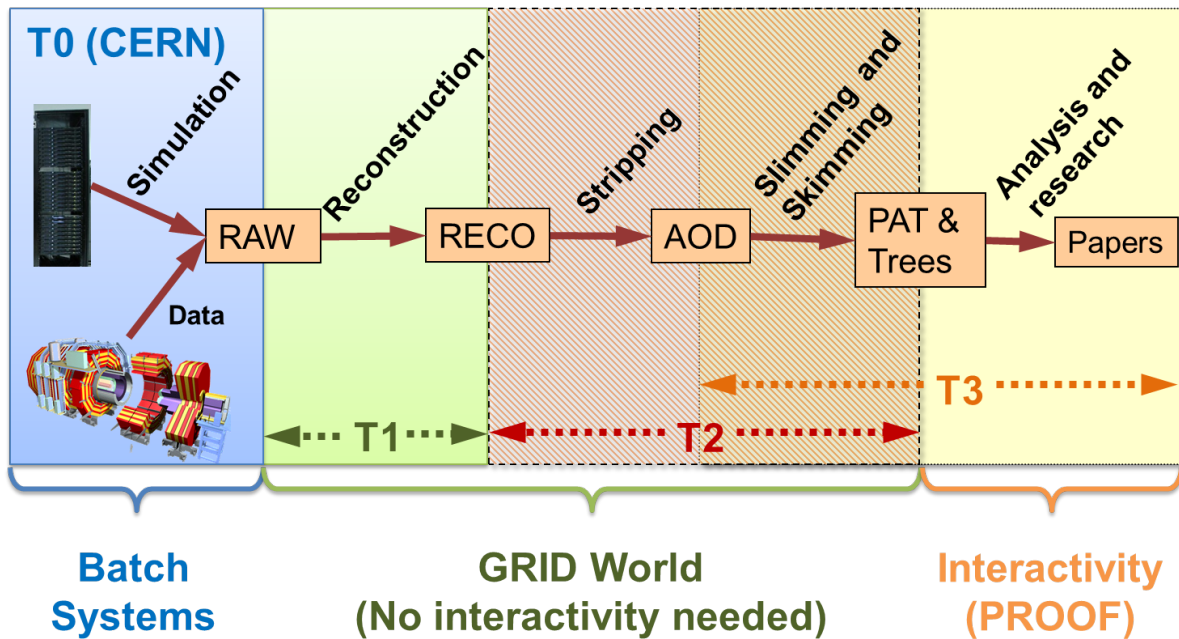 T0 (CERN)
Simulation
Reconstruction
Stripping
Slimming and
Skimming
Analysis and
research
RAW
RECO
AOD
PAT &
Trees
Papers
Data
T3
T1
T2
Batch
Systems
GRID World
(No interactivity needed)
Interactivity
(PROOF)